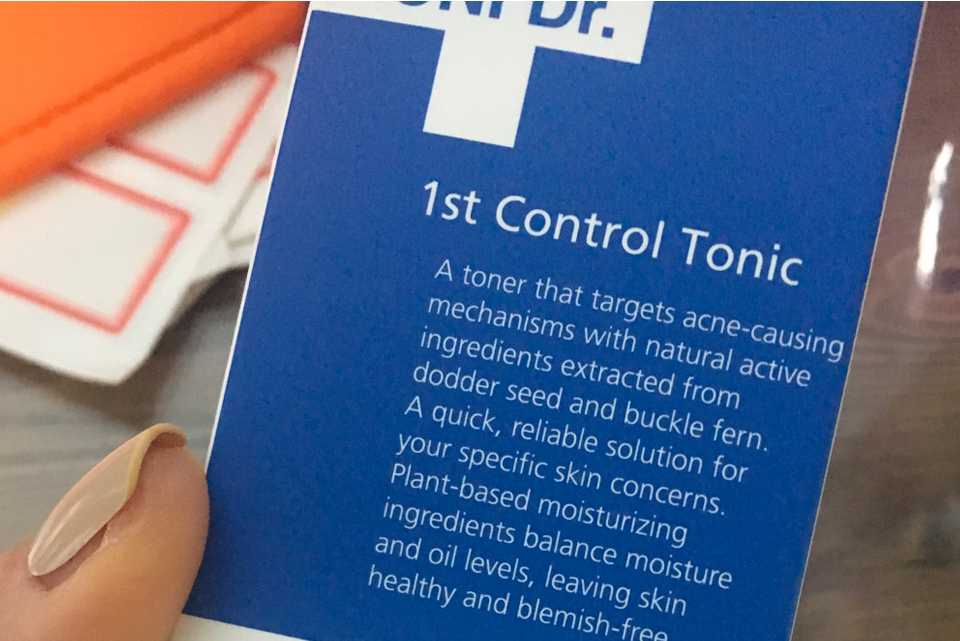 Dr.
1st Control Tonic
A toner that targets acne-causing
mechanisms with natural active
ingredients extracted from
dodder seed and buckle fern.
A quick, reliable solution for
your specific skin concerns.
Plant-based moisturizing
ingredients balance moisture
and oil levels, leaving skin
healthy and blemish-free